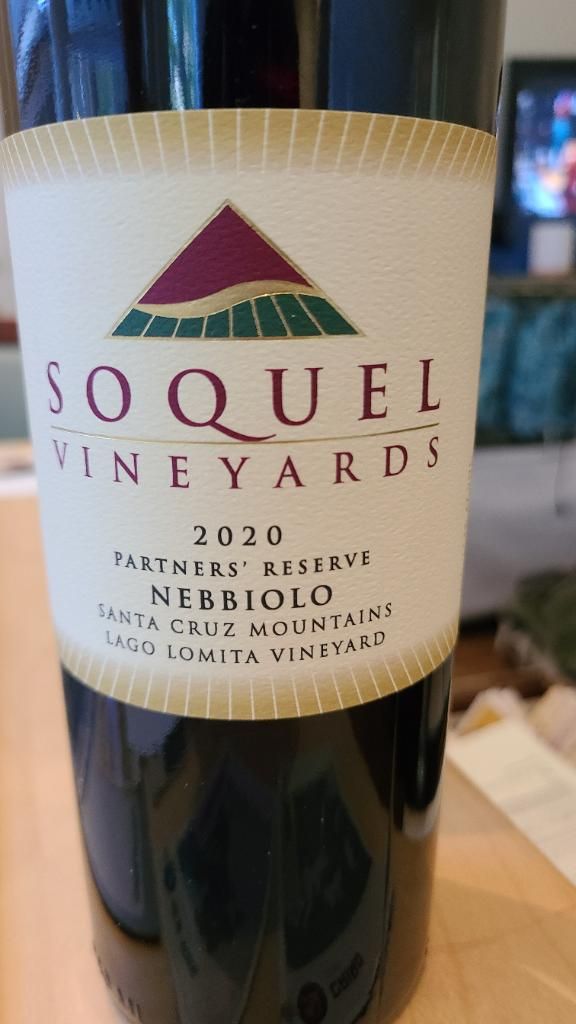 SOQUEL
VINEYARDS
2020
PARTNERS' RESERVE
NEBBIOLO
SANTA CRUZ MOUNTAINS
LAGO LOMITA VINEYARD